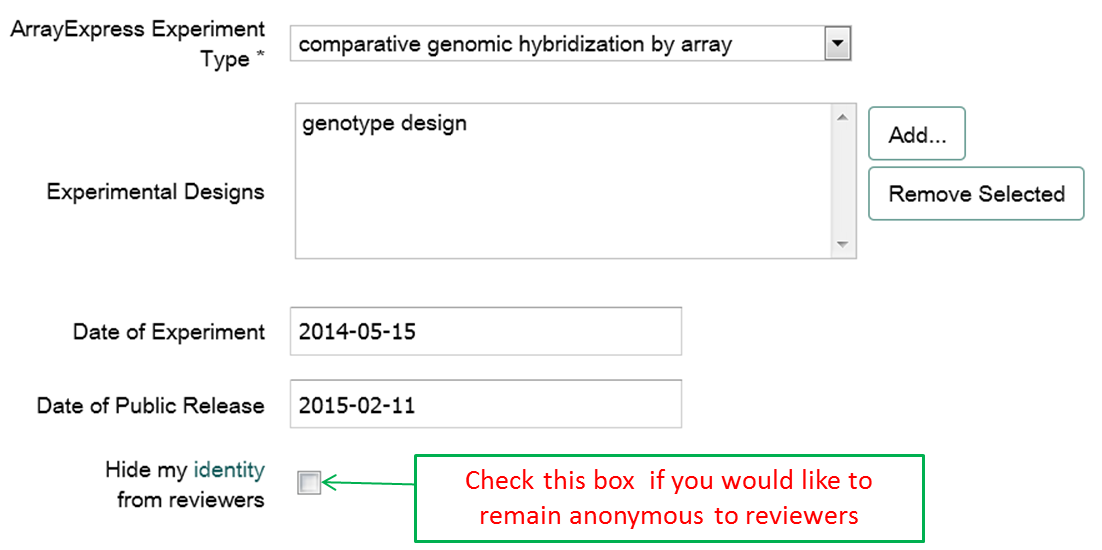 ArrayExpress Experiment
Type *
comparative genomic hybridization by array
Experimental Designs
genotype design
Add...
Remove Selected
Date of Experiment
2014-05-15
Date of Public Release
2015-02-11
Hide my identity
from reviewers
Check this box if you would like to
remain anonymous to reviewers